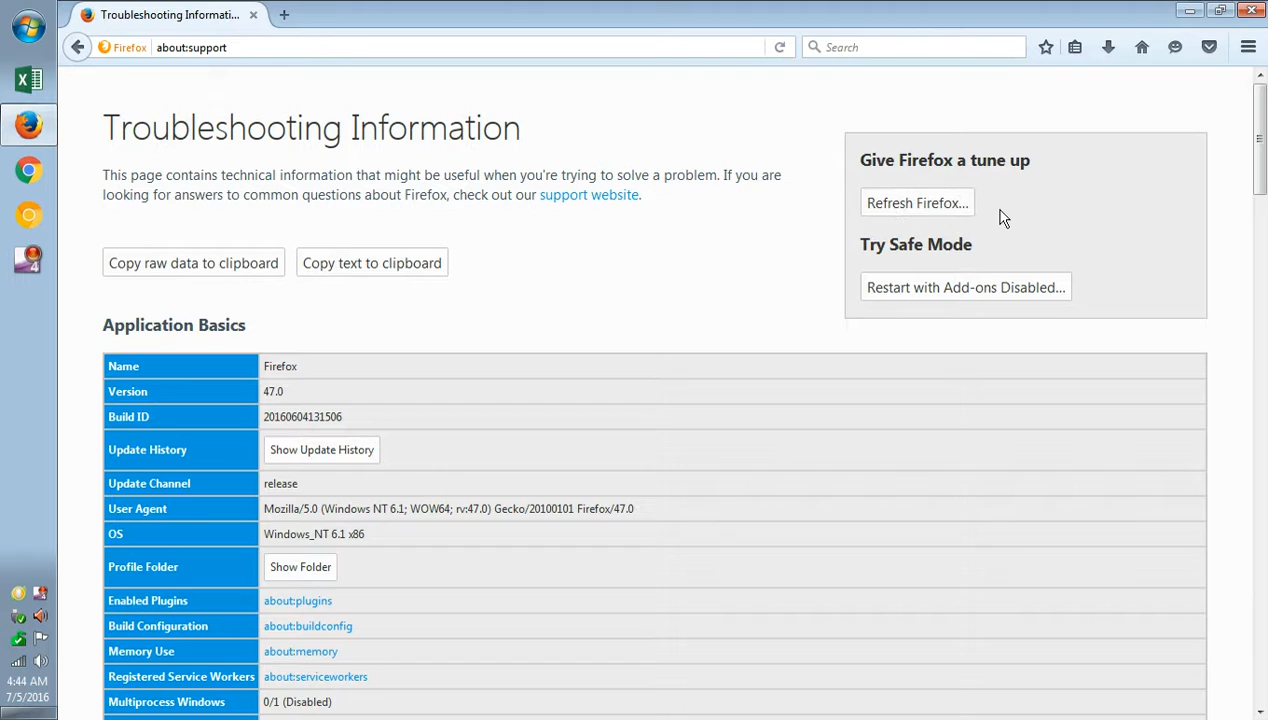 Troubleshooting Informati...
Firefox
about:support
Search
Troubleshooting Information
This page contains technical information that might be useful when you're trying to solve a problem. If you are
looking for answers to common questions about Firefox, check out our support website.
Copy raw data to clipboard
Copy text to clipboard
Give Firefox a tune up
Refresh Firefox...
Try Safe Mode
Restart with Add-ons Disabled...
Application Basics
Name Firefox
Version 47.0
Build ID 20160604131506
Update History Show Update History
Update Channel release
User Agent Mozilla/5.0 (Windows NT 6.1; WOW64; rv:47.0) Gecko/20100101 Firefox/47.0
OS Windows_NT 6.1 x86
Profile Folder Show Folder
Enabled Plugins about:plugins
Build Configuration about:buildconfig
Memory Use about:memory
Registered Service Workers about:serviceworkers
Multiprocess Windows 0/1 (Disabled)
4
4:44 AM
7/5/2016